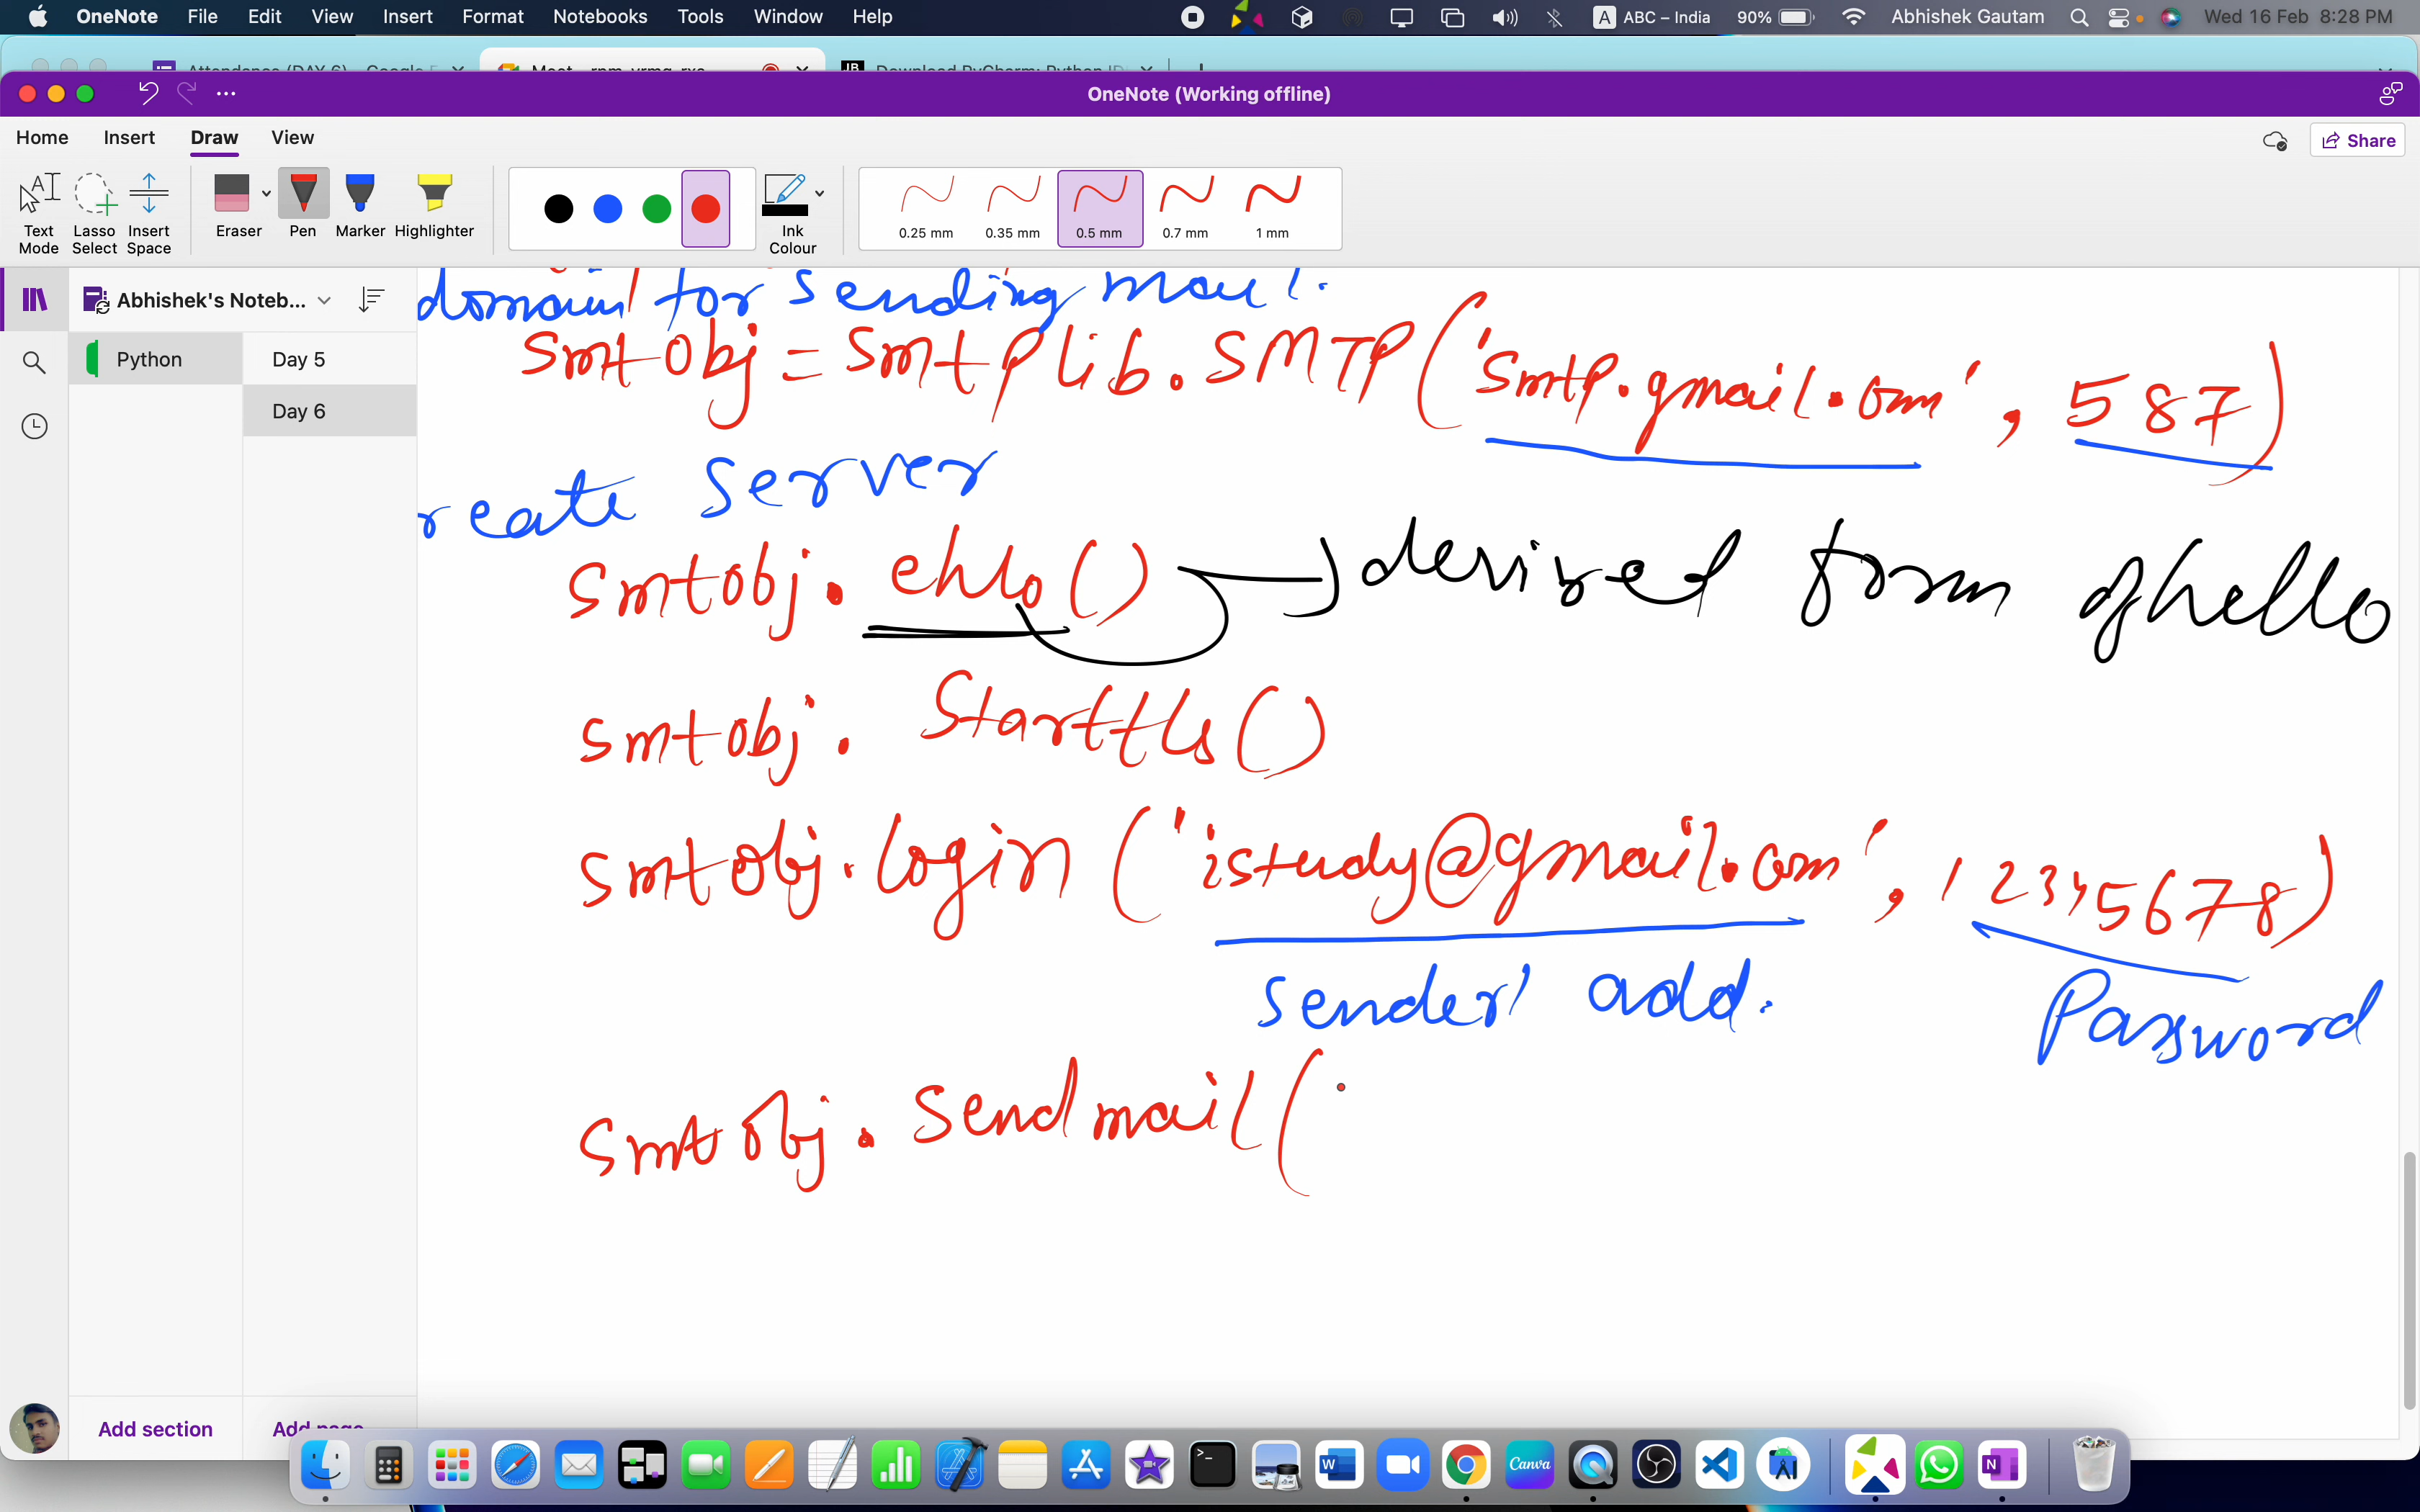 OneNote File Edit View Insert Format Notebooks Tools Window Help A ABC – India 90% Abhishek Gautam Wed 16 Feb 8:28 PM
OneNote (Working offline)
Home Insert Draw View Share
Text Mode Lasso Select Insert Space Eraser Pen Marker Highlighter Ink Colour 0.25 mm 0.35 mm 0.5 mm 0.7 mm 1 mm
Abhishek's Noteb...
Python Day 5
Day 6
domain for sending mail.
smtobj = smtplib.SMTP('smtp.gmail.com', 587)
reate server
smtobj. ehlo() derived form of hello
smtobj. starttls()
smtobj.login('istudy@gmail.com', 12345678)
sender' add. Password
smtobj. sendmail(
Add section
Canva